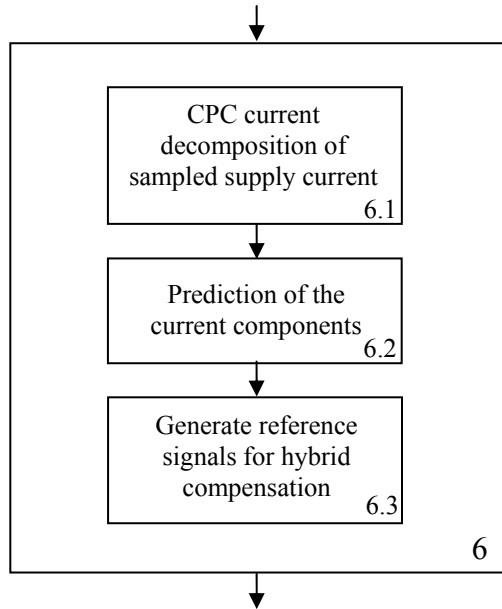 CPC current
decomposition of
sampled supply current
6.1
Prediction of the
current components
6.2
Generate reference
signals for hybrid
compensation
6.3
6